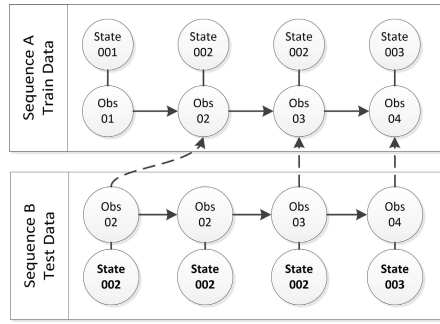 Sequence A
Train Data
State
001
State
002
State
002
State
003
Obs
01
Obs
02
Obs
03
Obs
04
Sequence B
Test Data
Obs
02
Obs
02
Obs
03
Obs
04
State
002
State
002
State
002
State
003